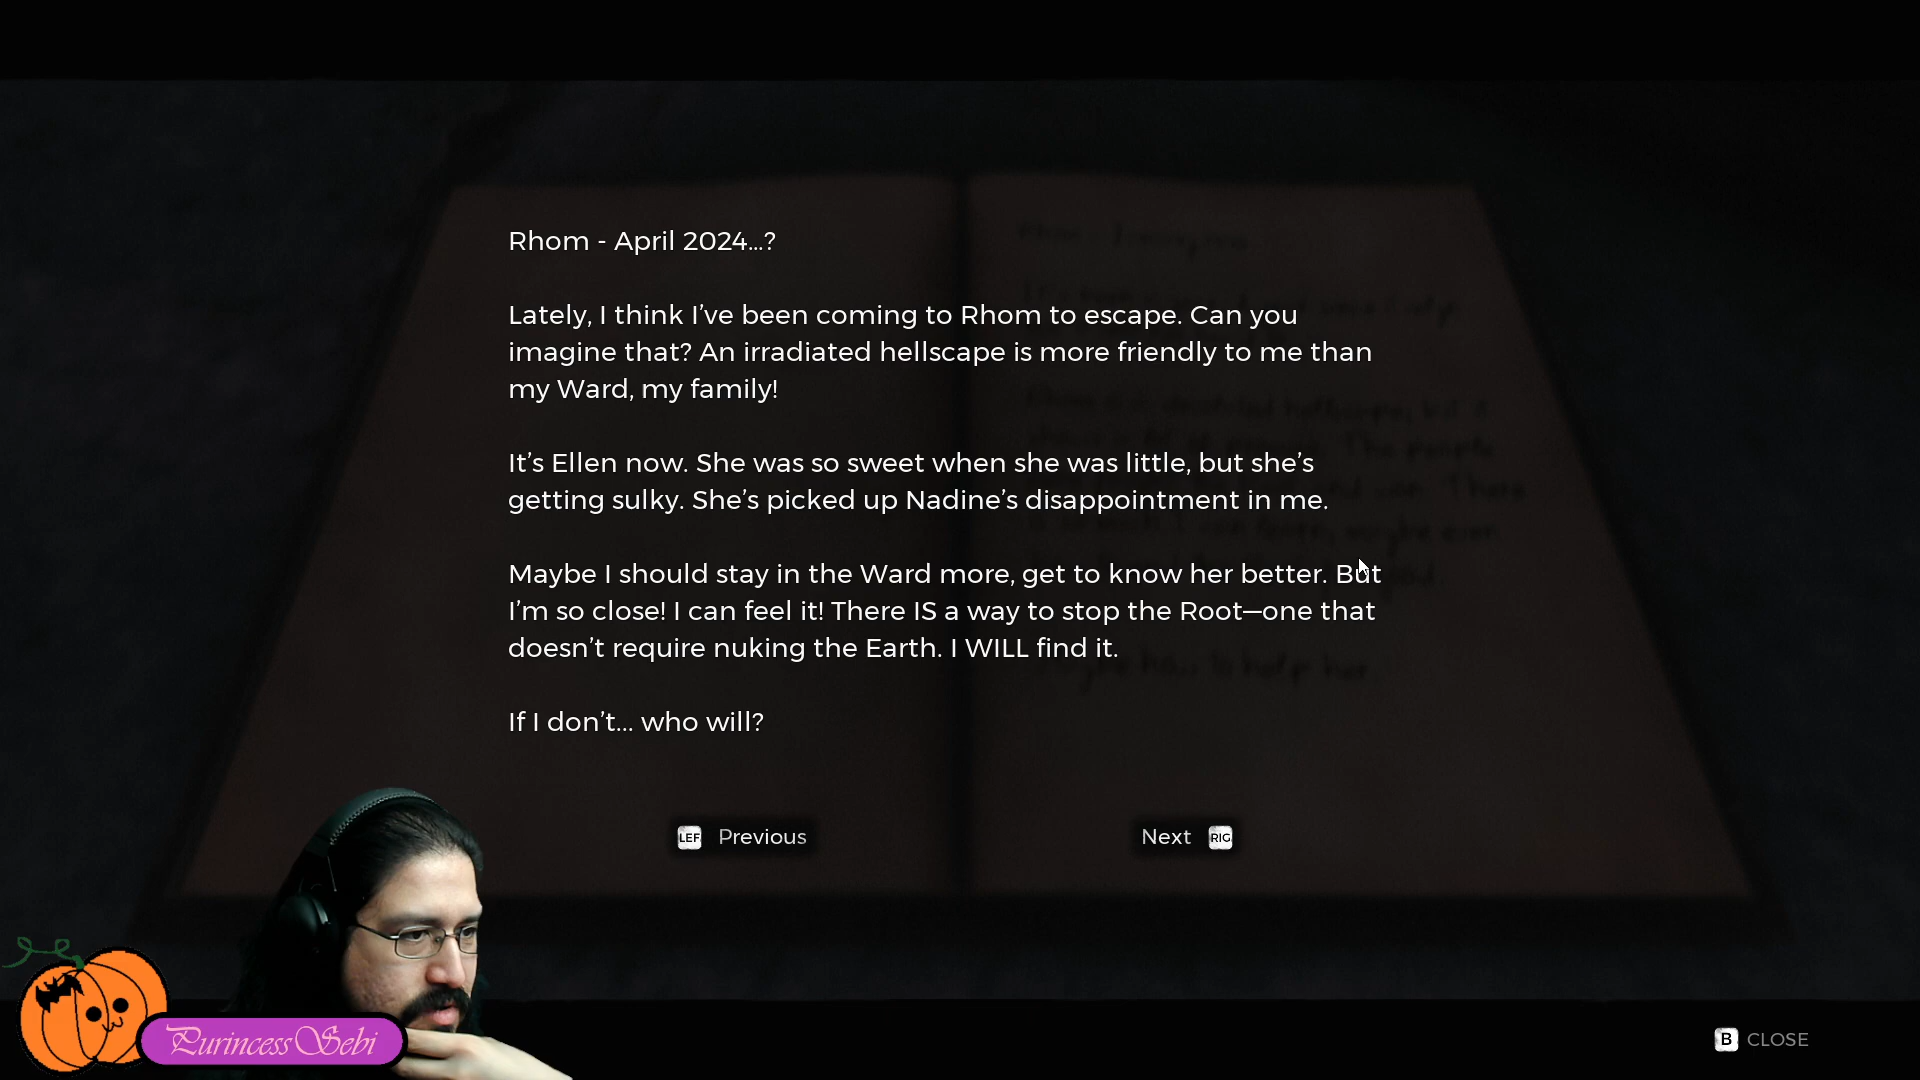 Rhom - April 2024...?
Lately, I think I've been coming to Rhom to escape. Can you
imagine that? An irradiated hellscape is more friendly to me than
my Ward, my family!
It's Ellen now. She was so sweet when she was little, but she's
getting sulky. She's picked up Nadine's disappointment in me.
Maybe I should stay in the Ward more, get to know her better. But
I'm so close! I can feel it! There IS a way to stop the Root—one that
doesn't require nuking the Earth. I WILL find it.
If I don't... who will?
LEF Previous
Next RIG
PurincessSebi
B CLOSE